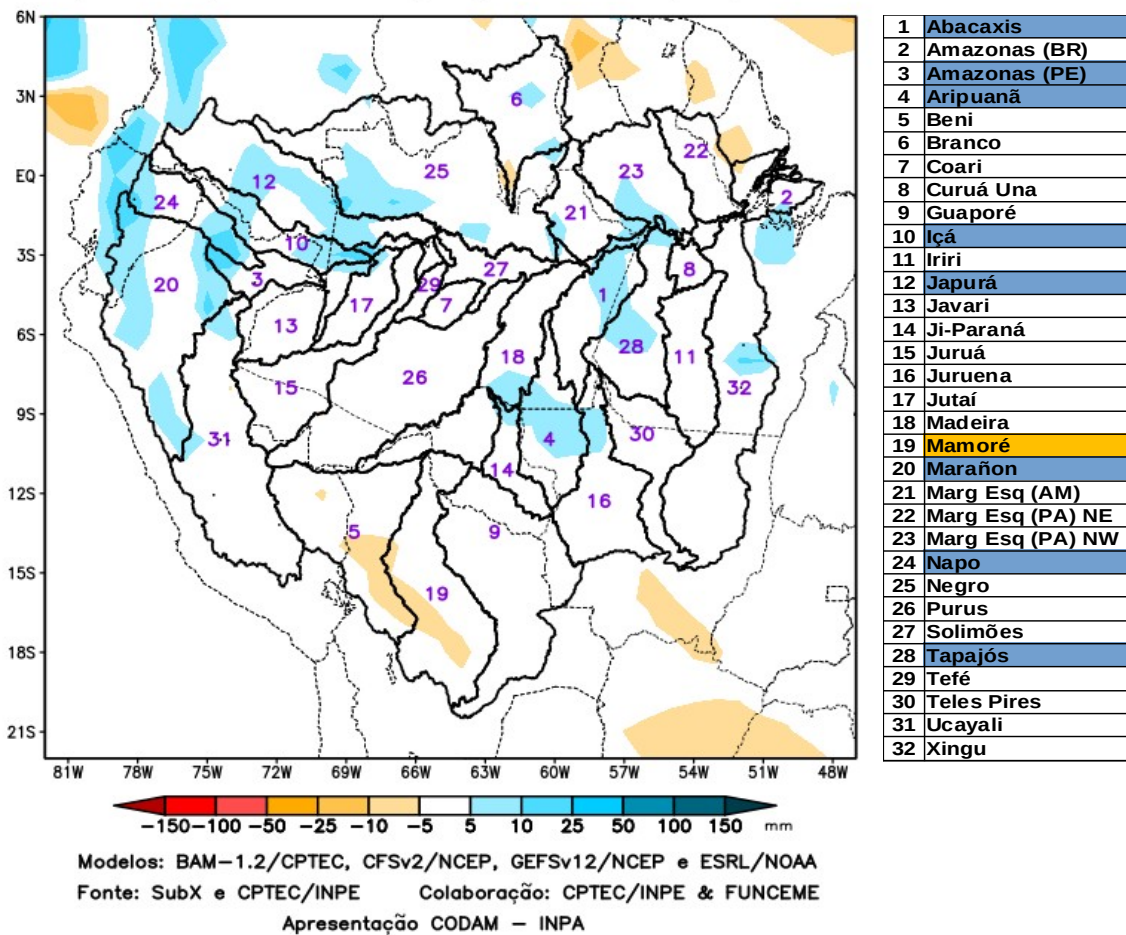 6N
3N
EQ
3S
6S
9S
12S
15S
18S
21S
81W 78W 75W 72W 69W 66W 63W 60W 57W 54W 51W 48W
6
25
12
24
23
22
2
21
10
3
20
27
29
7
17
13
8
1
28
11
18
15
26
32
31
4
30
14
16
5
9
19
1 Abacaxis
2 Amazonas (BR)
3 Amazonas (PE)
4 Aripuanã
5 Beni
6 Branco
7 Coari
8 Curuá Una
9 Guaporé
10 Içá
11 Iriri
12 Japurá
13 Javari
14 Ji-Paraná
15 Juruá
16 Juruena
17 Jutaí
18 Madeira
19 Mamoré
20 Marañon
21 Marg Esq (AM)
22 Marg Esq (PA) NE
23 Marg Esq (PA) NW
24 Napo
25 Negro
26 Purus
27 Solimões
28 Tapajós
29 Tefé
30 Teles Pires
31 Ucayali
32 Xingu
-150 -100 -50 -25 -10 -5 5 10 25 50 100 150 mm
Modelos: BAM-1.2/CPTEC, CFSv2/NCEP, GEFSv12/NCEP e ESRL/NOAA
Fonte: SubX e CPTEC/INPE Colaboração: CPTEC/INPE & FUNCEME
Apresentação CODAM - INPA